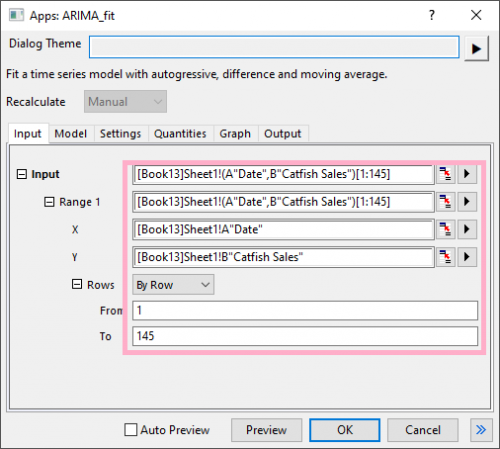 Apps: ARIMA_fit
Dialog Theme
Fit a time series model with autoregressive, difference and moving average.
Recalculate Manual
Input Model Settings Quantities Graph Output
Input [Book13]Sheet1!(A"Date",B"Catfish Sales")[1:145]
Range 1 [Book13]Sheet1!(A"Date",B"Catfish Sales")[1:145]
X [Book13]Sheet1!A"Date"
Y [Book13]Sheet1!B"Catfish Sales"
Rows By Row
From 1
To 145
Auto Preview Preview OK Cancel